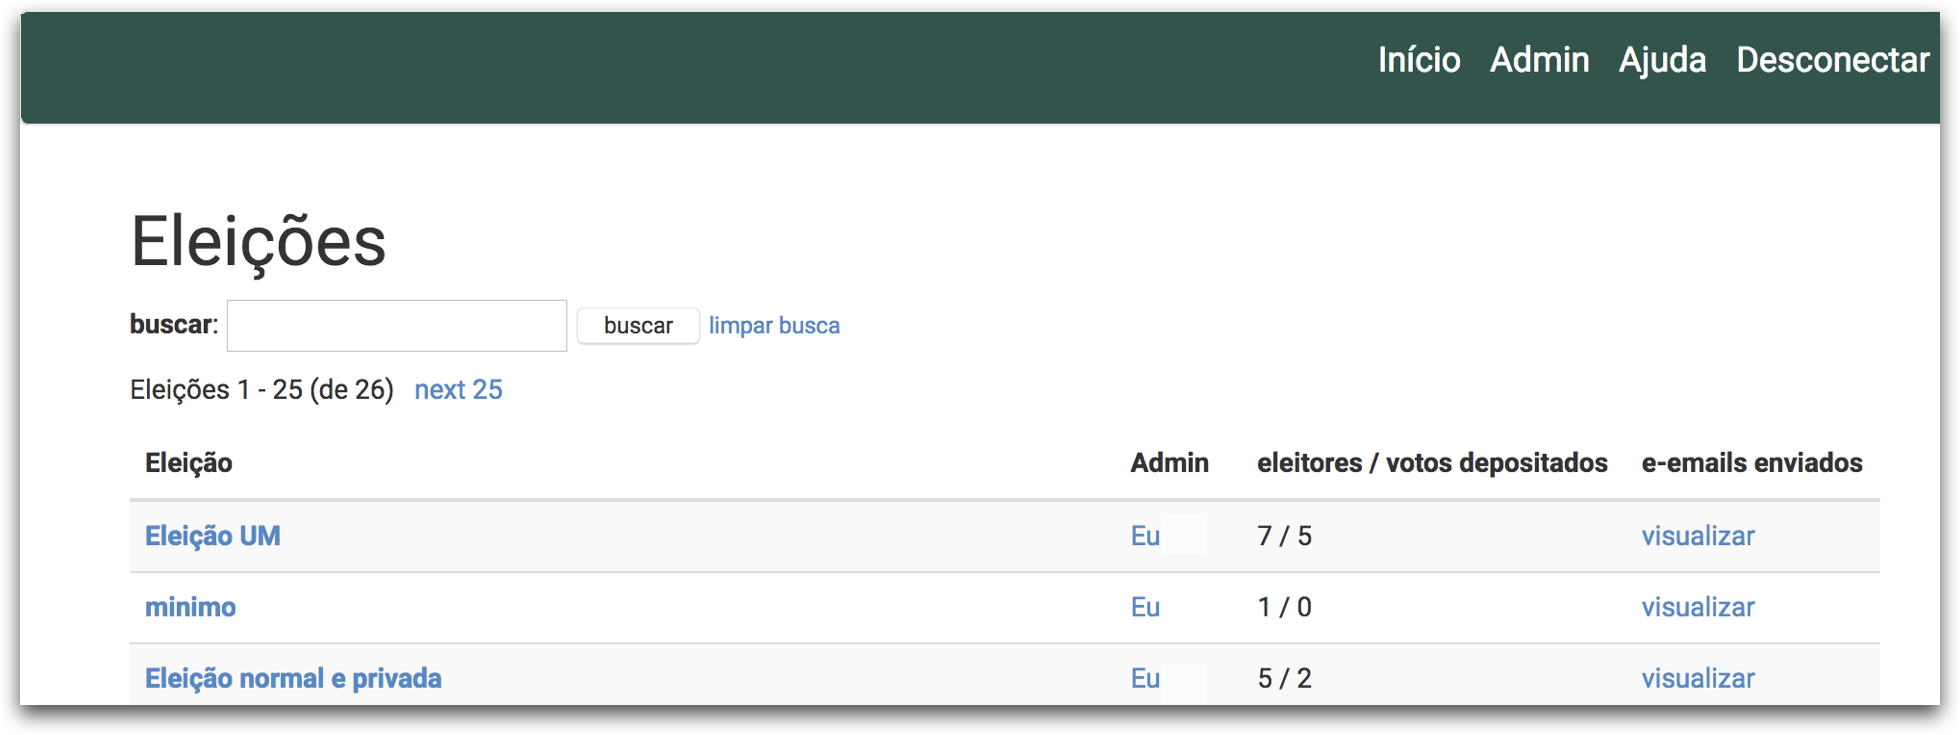 Início Admin Ajuda Desconectar
Eleições
buscar: buscar limpar busca
Eleições 1 - 25 (de 26) next 25
Eleição Admin eleitores / votos depositados e-emails enviados
Eleição UM Eu 7 / 5 visualizar
minimo Eu 1 / 0 visualizar
Eleição normal e privada Eu 5 / 2 visualizar